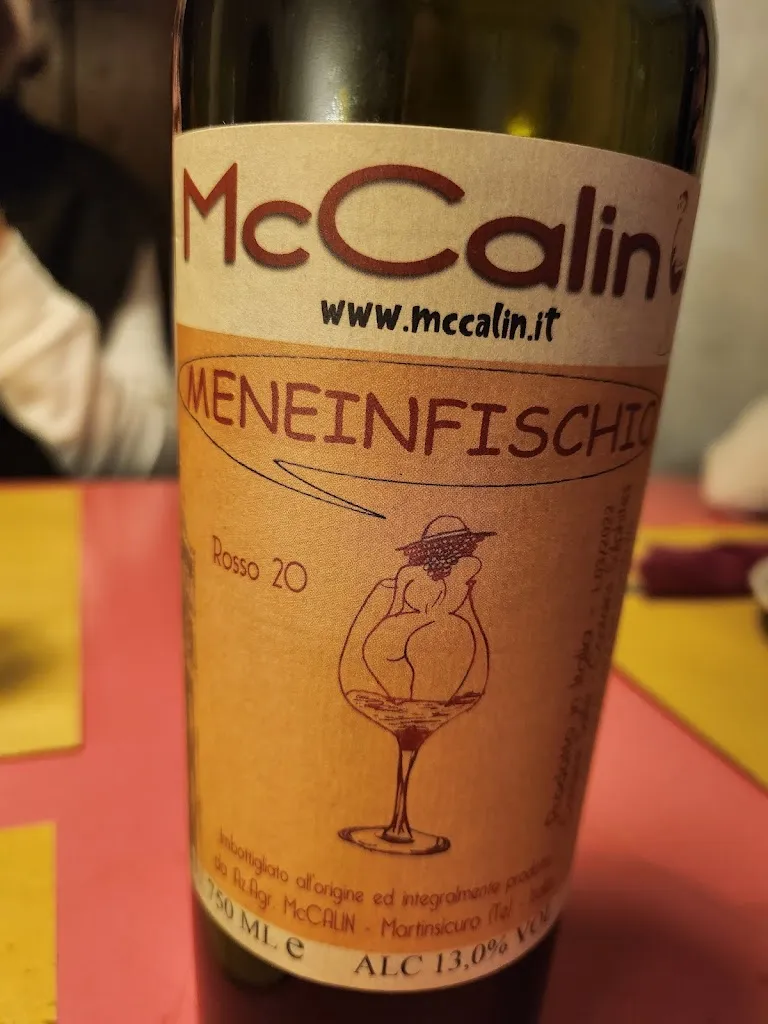 McCalin
www.mccalin.it
MENEINFISCHIO
Rosso 20
Imbottigliato all'origine ed integralmente prodotto
da Az.Agr. McCALIN - Martinsicuro (Te) - Italia
750 ML e
ALC 13,0% VOL